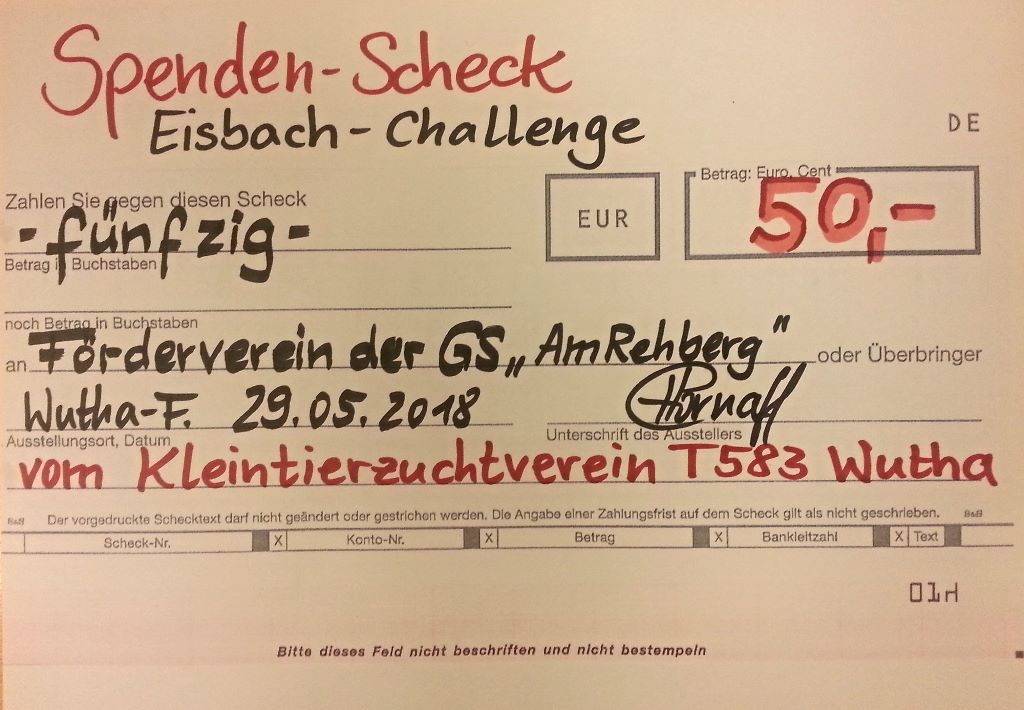 Spenden-Scheck
Eisbach-Challenge
DE
Zahlen Sie gegen diesen Scheck
Betrag: Euro, Cent
EUR
50,-
-fünfzig-
Betrag in Buchstaben
noch Betrag in Buchstaben
an Förderverein der GS „Am Rehberg" oder Überbringer
Wutha-F. 29.05.2018
Ausstellungsort, Datum
Unterschrift des Ausstellers
vom Kleintierzuchtverein T583 Wutha
Der vorgedruckte Schecktext darf nicht geändert oder gestrichen werden. Die Angabe einer Zahlungsfrist auf dem Scheck gilt als nicht geschrieben.
Scheck-Nr. X Konto-Nr. X Betrag X Bankleitzahl X Text
Bitte dieses Feld nicht beschriften und nicht bestempeln